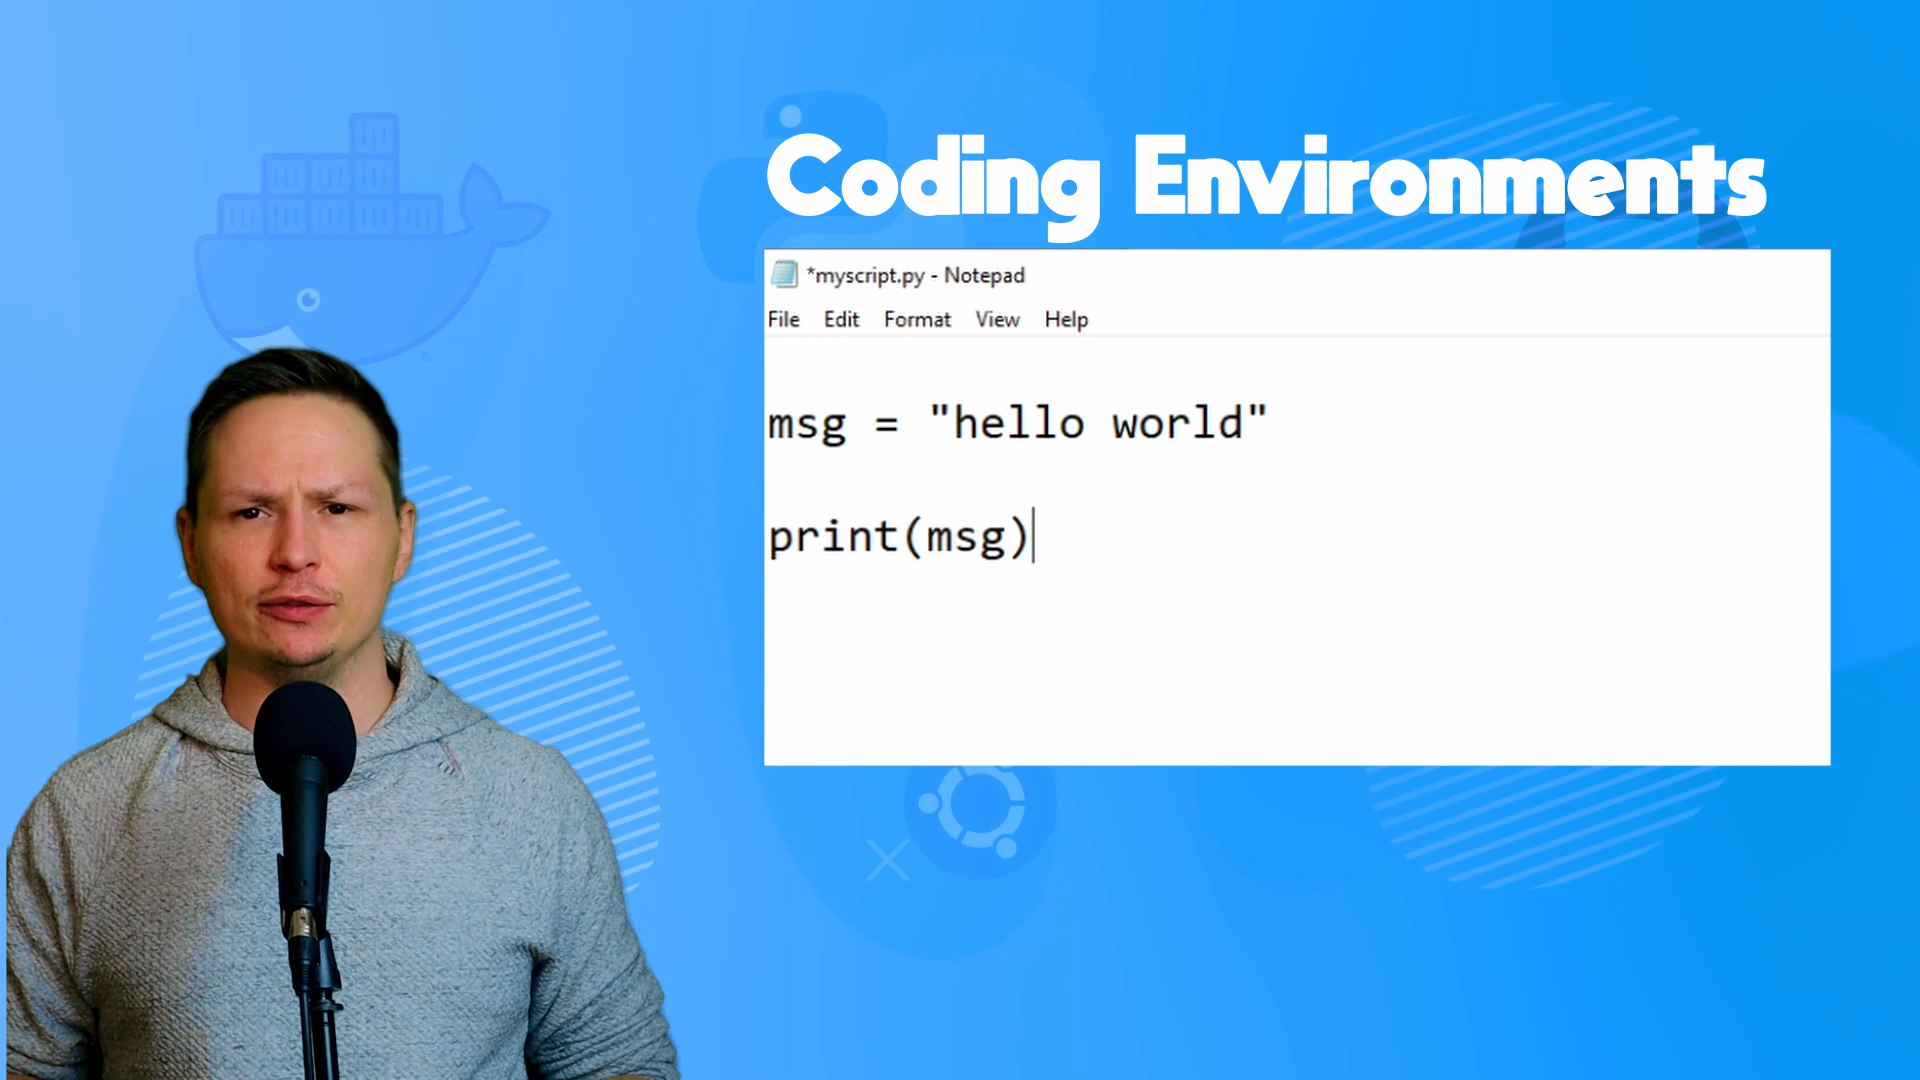 Coding Environments
*myscript.py - Notepad
File Edit Format View Help
msg = "hello world"
print(msg)